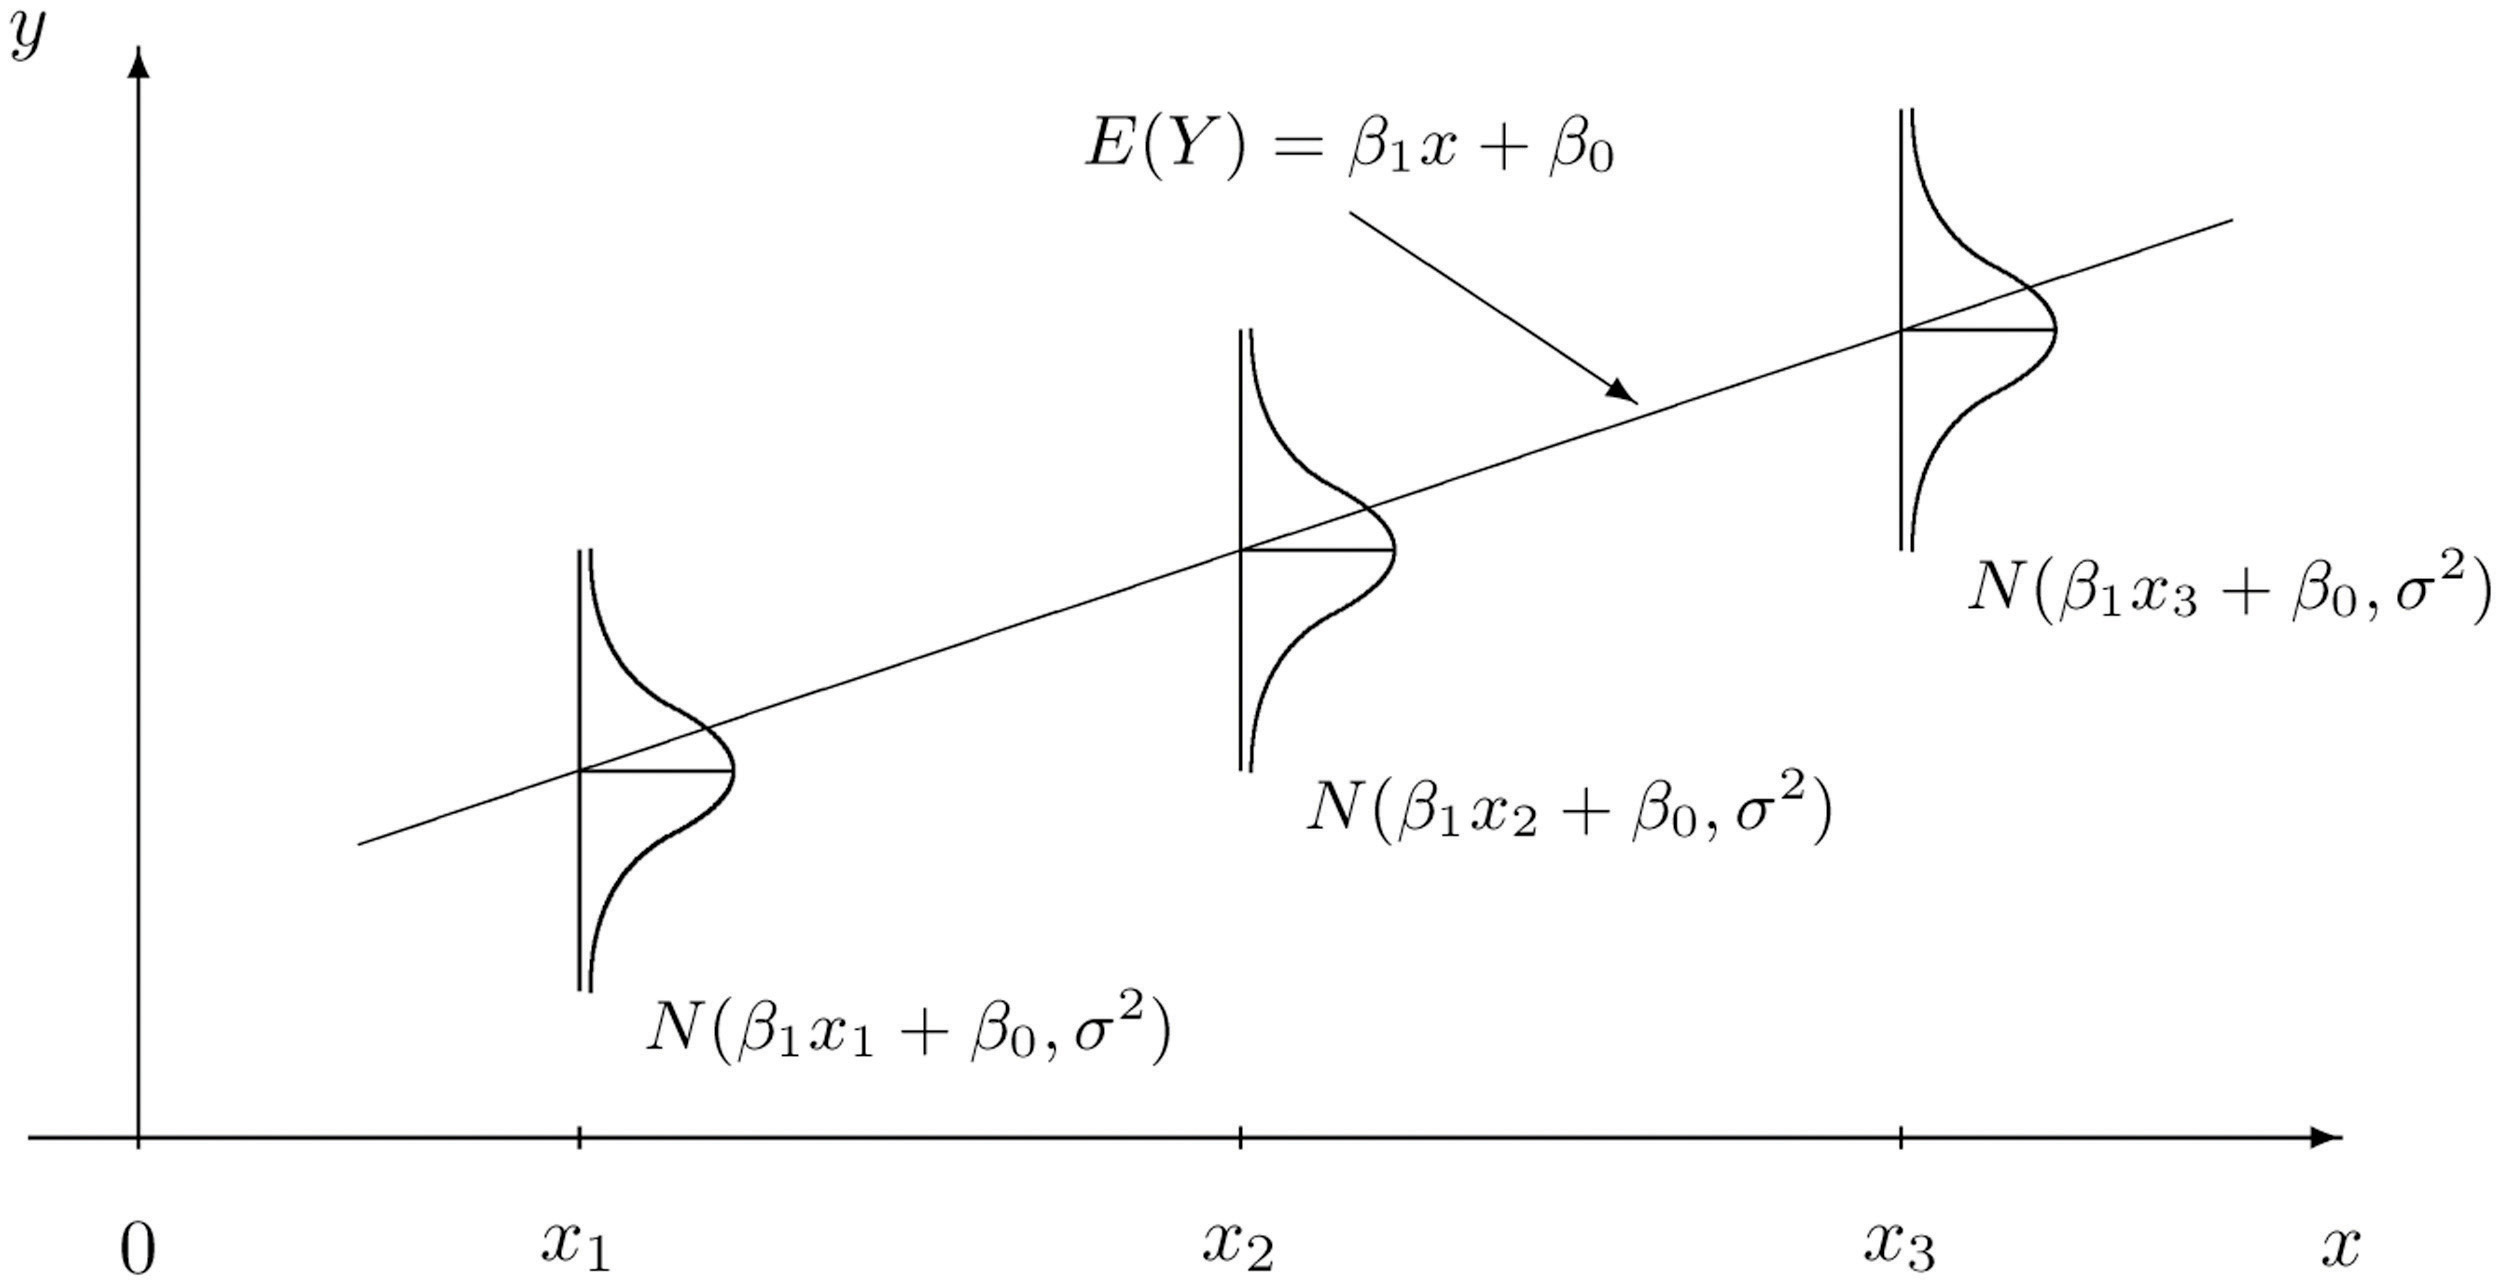 y
E(Y) = β₁x + β₀
N(β₁x₃ + β₀, σ²)
N(β₁x₂ + β₀, σ²)
N(β₁x₁ + β₀, σ²)
0 x₁ x₂ x₃ x